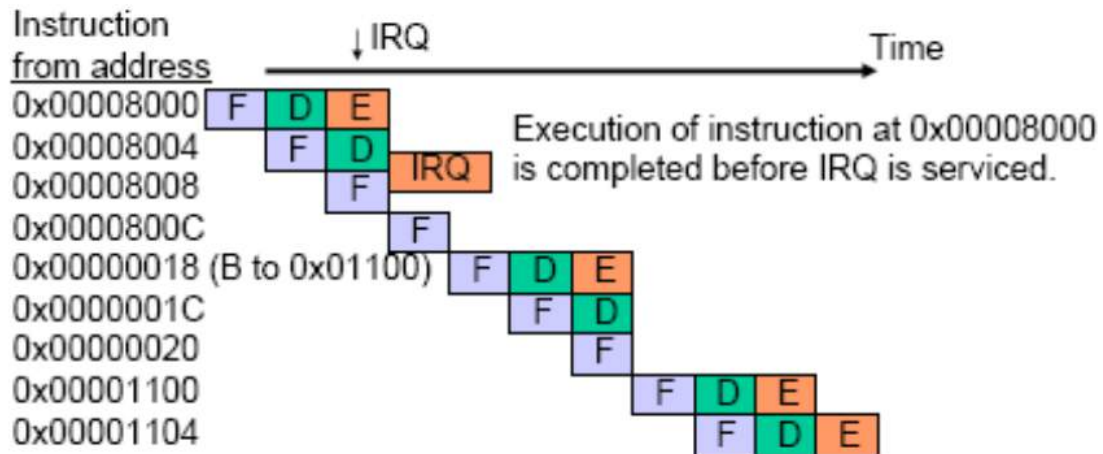 Instruction
from address
IRQ
Time
0x00008000 F D E
0x00008004 F D
Execution of instruction at 0x00008000
is completed before IRQ is serviced.
IRQ
0x00008008 F
0x0000800C F
0x00000018 (B to 0x01100) F D E
0x0000001C F D
0x00000020 F
0x00001100 F D E
0x00001104 F D E